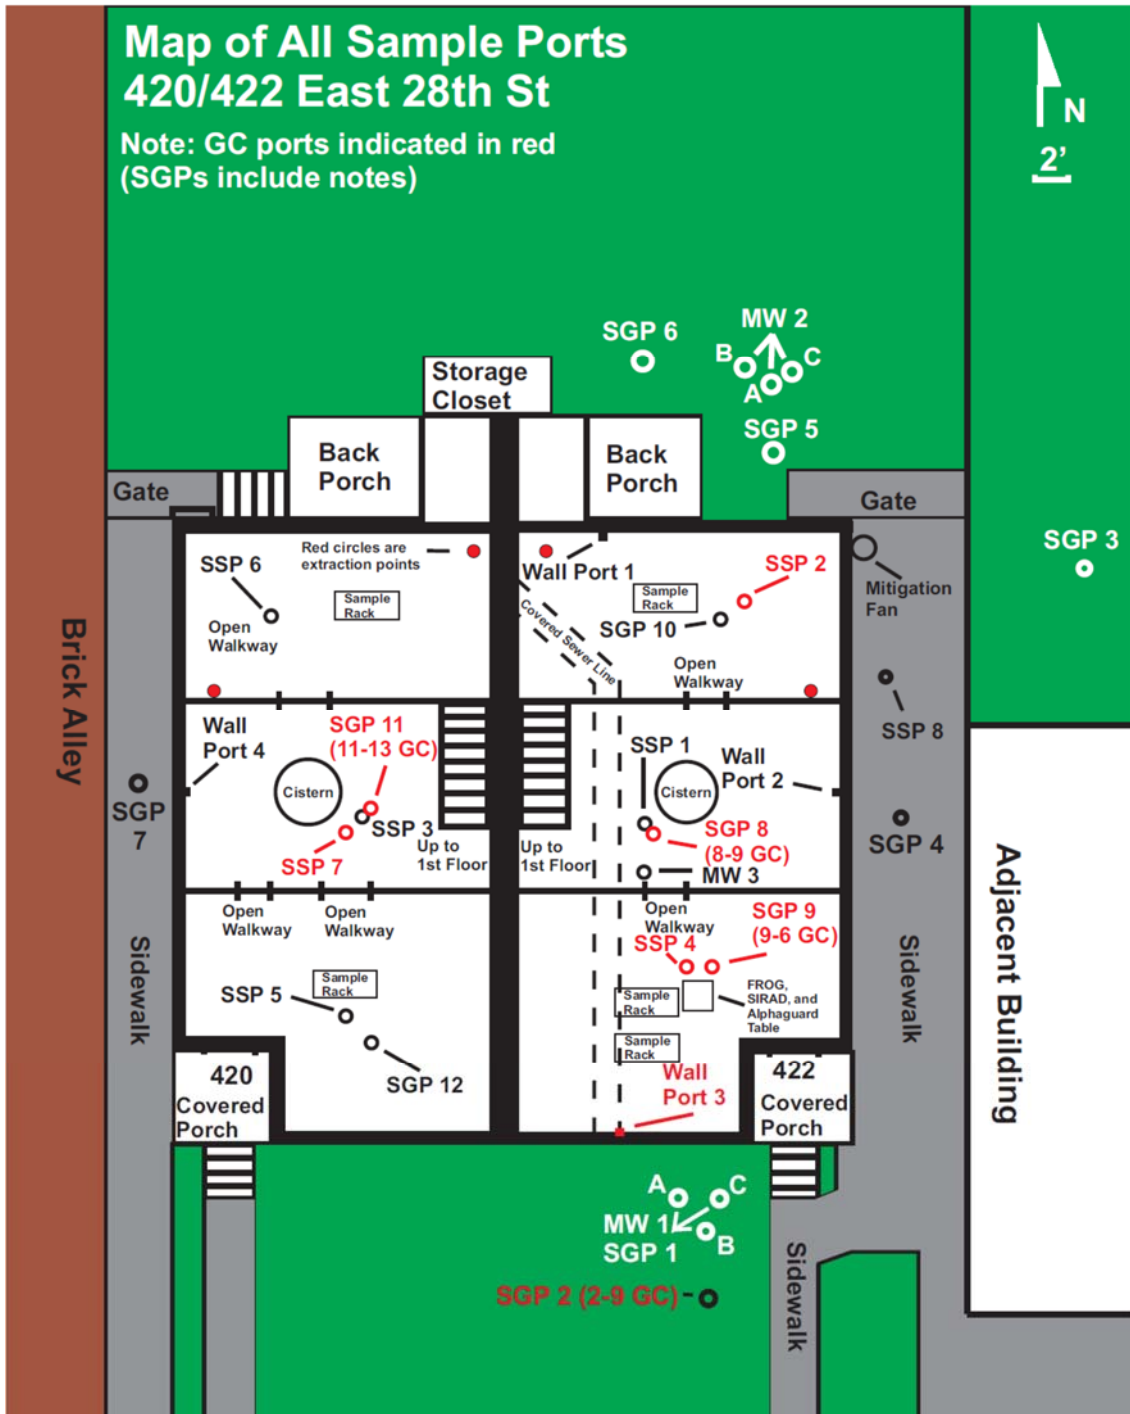 Map of All Sample Ports
420/422 East 28th St
Note: GC ports indicated in red
(SGPs include notes)
N
2'
SGP 6
MW 2
B
C
A
SGP 5
Storage
Closet
Back
Porch
Back
Porch
Gate
Gate
SGP 3
SSP 6
Red circles are
extraction points
Wall Port 1
SSP 2
Sample
Rack
Sample
Rack
Mitigation
Fan
Open
Walkway
SGP 10
Covered Sewer Line
Open
Walkway
Brick Alley
Wall
Port 4
SGP 11
(11-13 GC)
SSP 1
Wall
Port 2
SSP 8
Cistern
Cistern
SGP
7
SSP 3
SSP 7
Up to
1st Floor
Up to
1st Floor
SGP 8
(8-9 GC)
MW 3
SGP 4
Adjacent Building
Open
Walkway
Open
Walkway
Open
Walkway
SGP 9
(9-6 GC)
SSP 4
Sidewalk
Sidewalk
SSP 5
Sample
Rack
Sample
Rack
FROG,
SIRAD, and
Alphaguard
Table
Sample
Rack
SGP 12
Wall
Port 3
420
Covered
Porch
422
Covered
Porch
A
C
MW 1
SGP 1
B
Sidewalk
SGP 2 (2-9 GC)